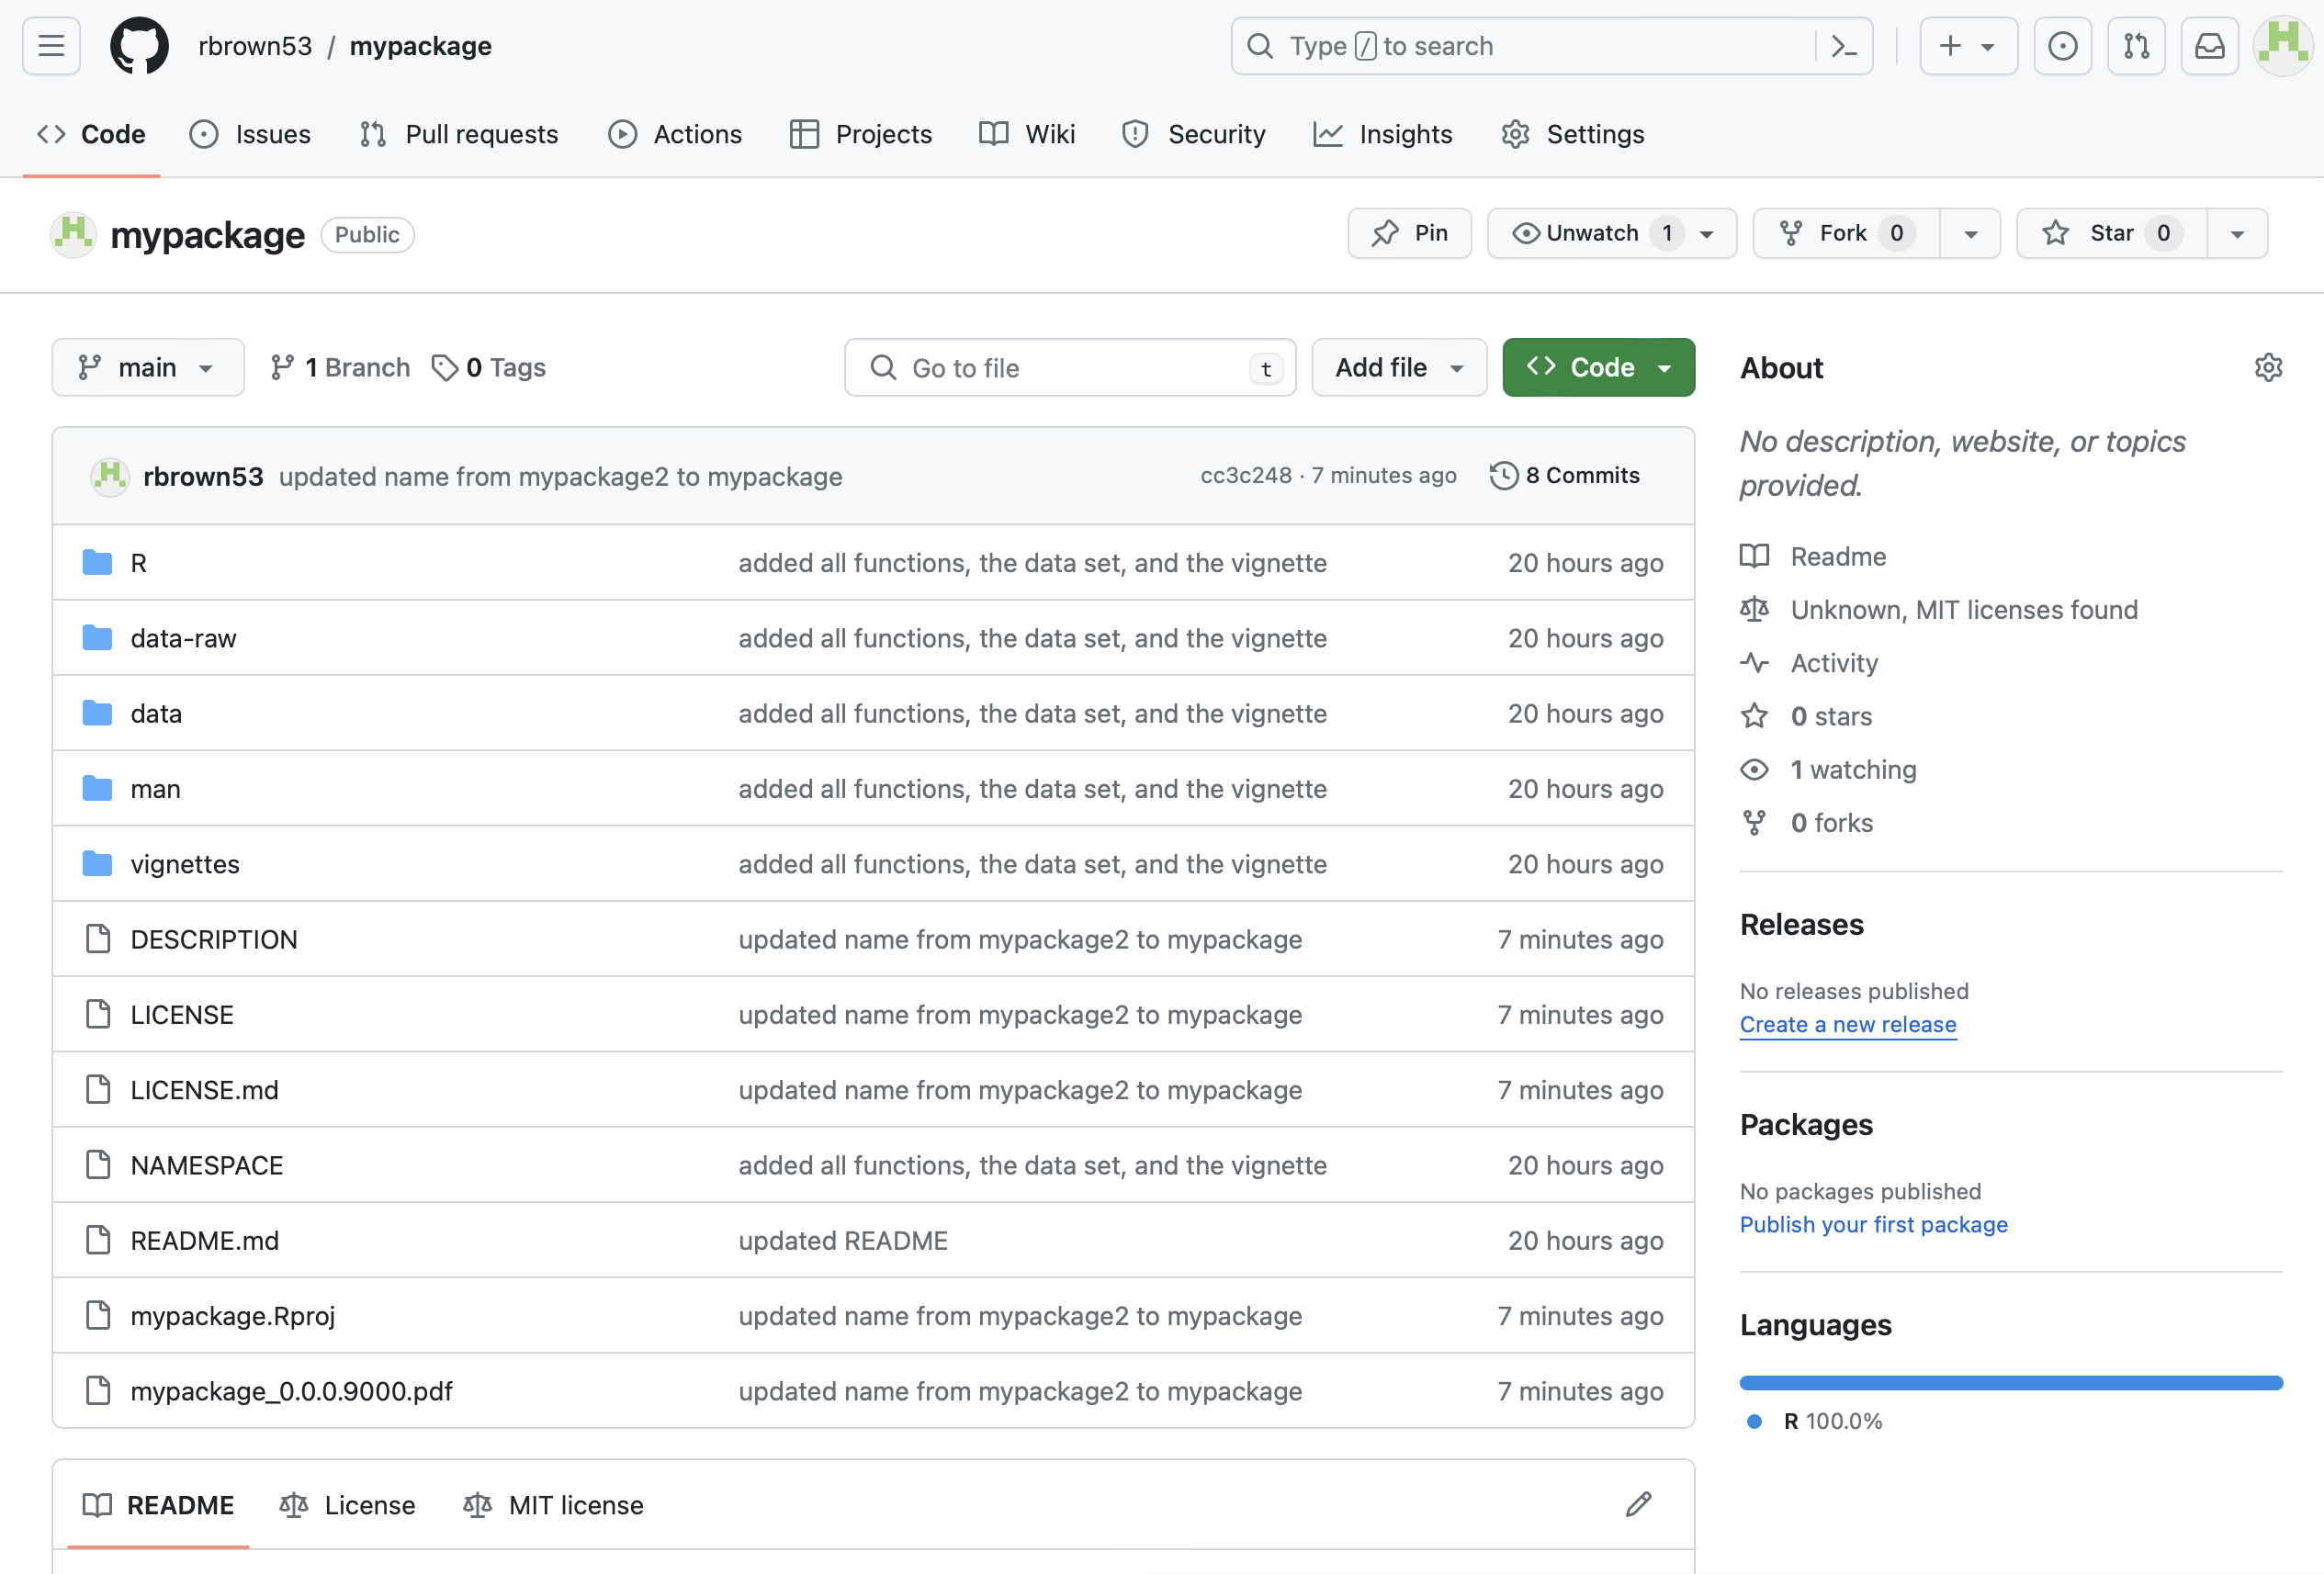 rbrown53 / mypackage
Type / to search
Code Issues Pull requests Actions Projects Wiki Security Insights Settings
mypackage Public
Pin Unwatch 1 Fork 0 Star 0
main 1 Branch 0 Tags Go to file t Add file Code
rbrown53 updated name from mypackage2 to mypackage cc3c248 · 7 minutes ago 8 Commits
R added all functions, the data set, and the vignette 20 hours ago
data-raw added all functions, the data set, and the vignette 20 hours ago
data added all functions, the data set, and the vignette 20 hours ago
man added all functions, the data set, and the vignette 20 hours ago
vignettes added all functions, the data set, and the vignette 20 hours ago
DESCRIPTION updated name from mypackage2 to mypackage 7 minutes ago
LICENSE updated name from mypackage2 to mypackage 7 minutes ago
LICENSE.md updated name from mypackage2 to mypackage 7 minutes ago
NAMESPACE added all functions, the data set, and the vignette 20 hours ago
README.md updated README 20 hours ago
mypackage.Rproj updated name from mypackage2 to mypackage 7 minutes ago
mypackage_0.0.0.9000.pdf updated name from mypackage2 to mypackage 7 minutes ago
README License MIT license
About
No description, website, or topics
provided.
Readme
Unknown, MIT licenses found
Activity
0 stars
1 watching
0 forks
Releases
No releases published
Create a new release
Packages
No packages published
Publish your first package
Languages
R 100.0%